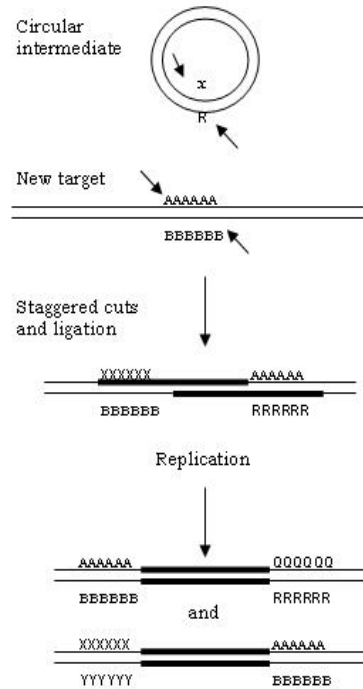 Circular
intermediate
x
R
New target
AAAAAA
BBBBBB
Staggered cuts
and ligation
XXXXXX
AAAAAA
BBBBBB
RRRRRR
Replication
AAAAAA
QQQQQQ
BBBBBB
RRRRRR
and
XXXXXX
AAAAAA
YYYYYY
BBBBBB